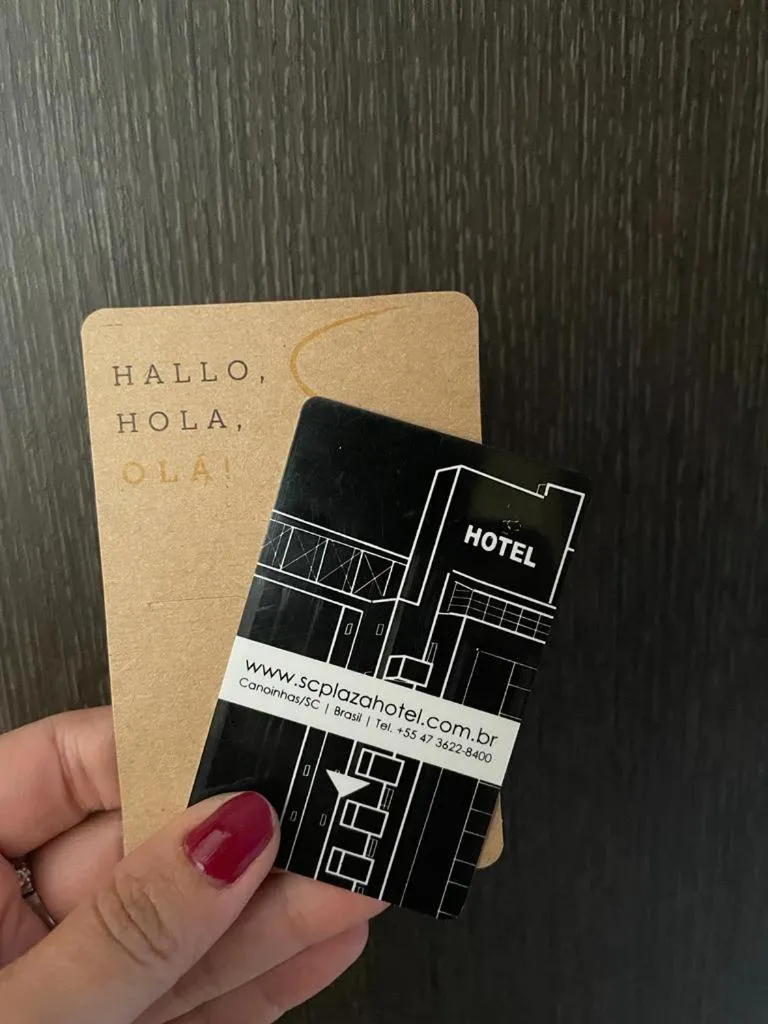 HALLO,
HOLA,
OLÁ!
HOTEL
www.scplazahotel.com.br
Canoinhas/SC | Brasil | Tel. +55 47 3622-8400